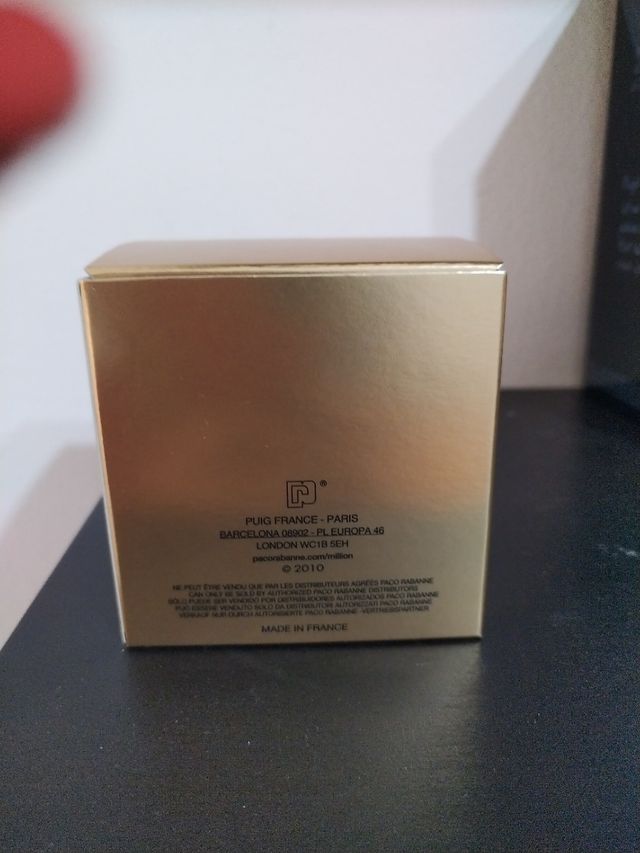 ®
PUIG FRANCE - PARIS
BARCELONA 08902 - PL.EUROPA 46
LONDON WC1B 5EH
pacorabanne.com/million
© 2010
NE PEUT ÊTRE VENDU QUE PAR LES DISTRIBUTEURS AGRÉÉS PACO RABANNE
CAN ONLY BE SOLD BY AUTHORIZED PACO RABANNE DISTRIBUTORS
SÓLO PUEDE SER VENDIDO POR DISTRIBUIDORES AUTORIZADOS PACO RABANNE
PUÒ ESSERE VENDUTO SOLO DA DISTRIBUTORI AUTORIZZATI PACO RABANNE
VERKAUF NUR DURCH AUTORISIERTE PACO RABANNE -VERTRIEBSPARTNER
MADE IN FRANCE